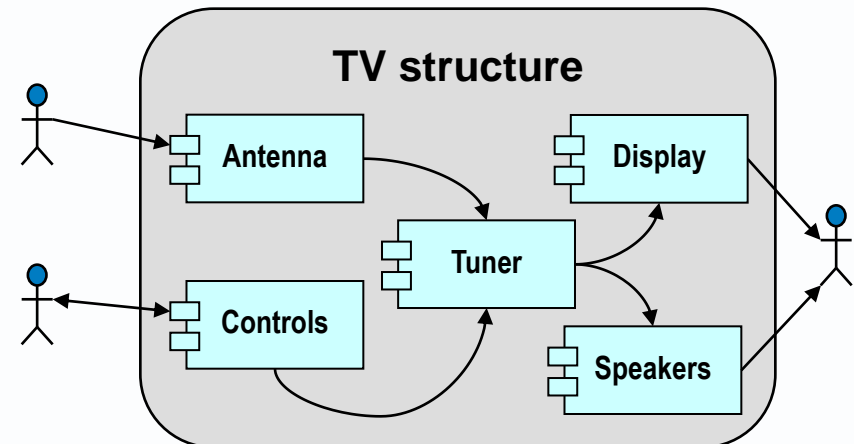 TV structure
Antenna
Display
Tuner
Controls
Speakers